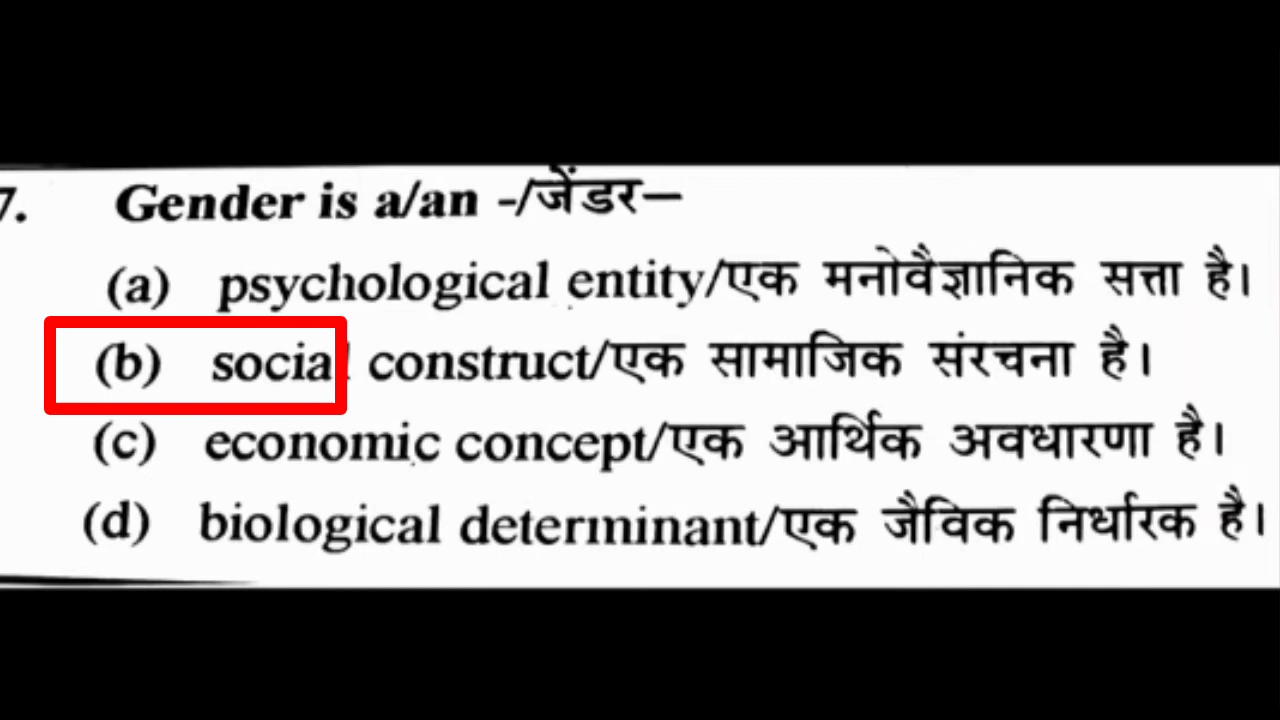 7. Gender is a/an -/जेंडर—
(a) psychological entity/एक मनोवैज्ञानिक सत्ता है।
(b) social construct/एक सामाजिक संरचना है।
(c) economic concept/एक आर्थिक अवधारणा है।
(d) biological determinant/एक जैविक निर्धारक है।